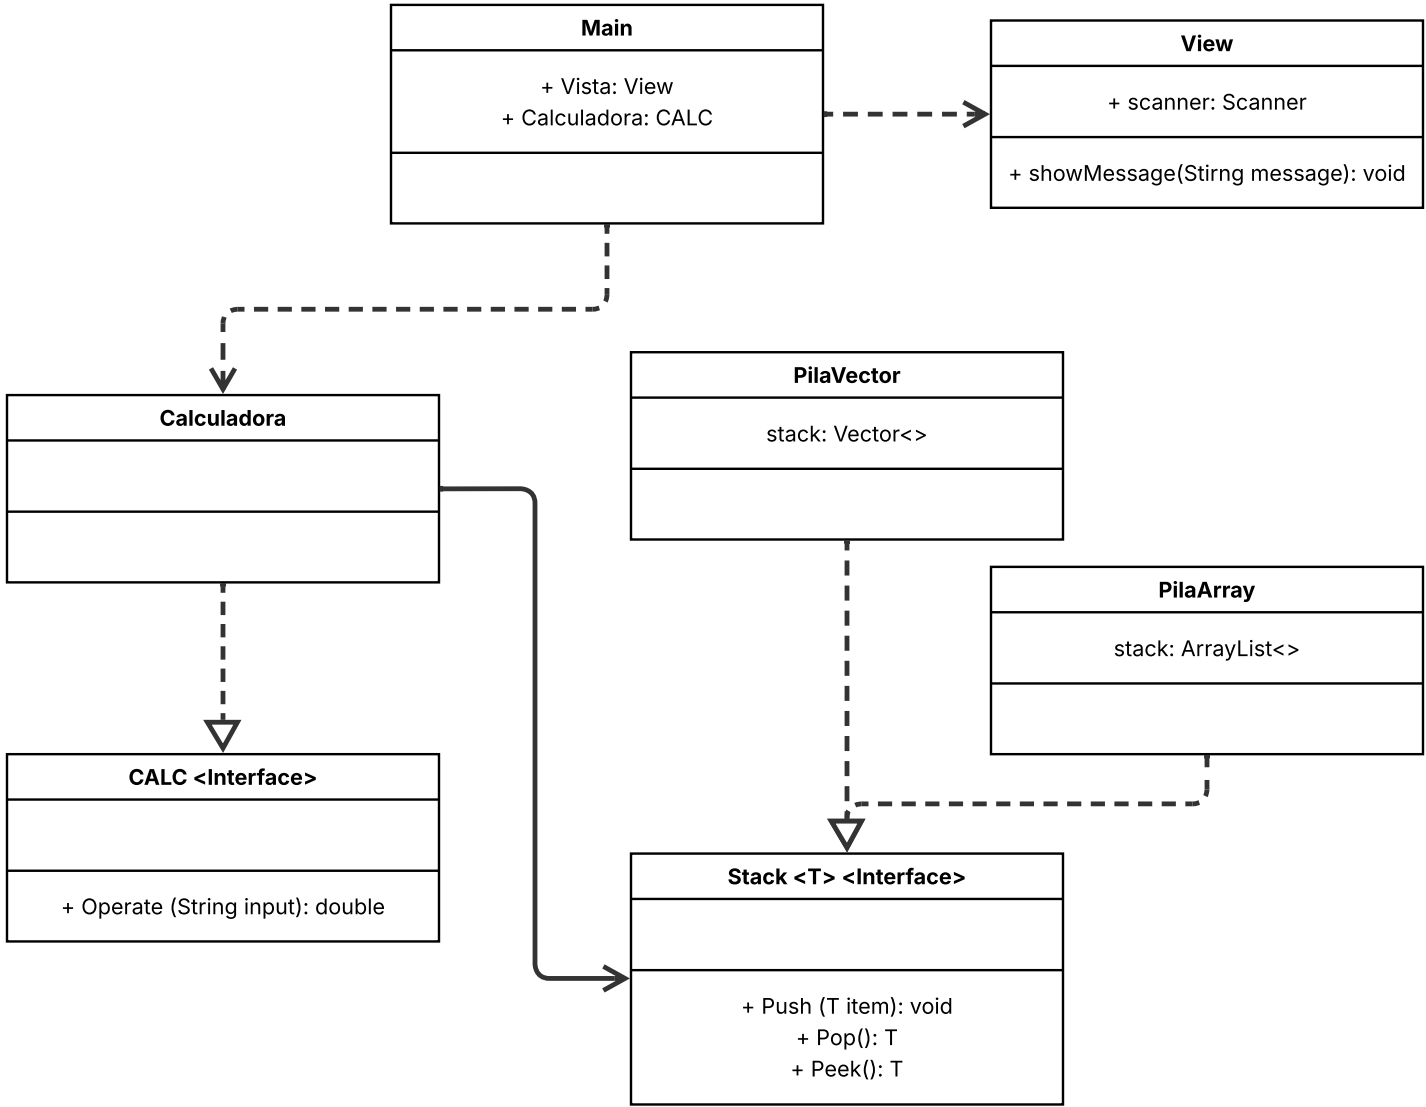 Main
+ Vista: View
+ Calculadora: CALC
View
+ scanner: Scanner
+ showMessage(Stirng message): void
Calculadora
PilaVector
stack: Vector<>
PilaArray
stack: ArrayList<>
CALC <Interface>
+ Operate (String input): double
Stack <T> <Interface>
+ Push (T item): void
+ Pop(): T
+ Peek(): T